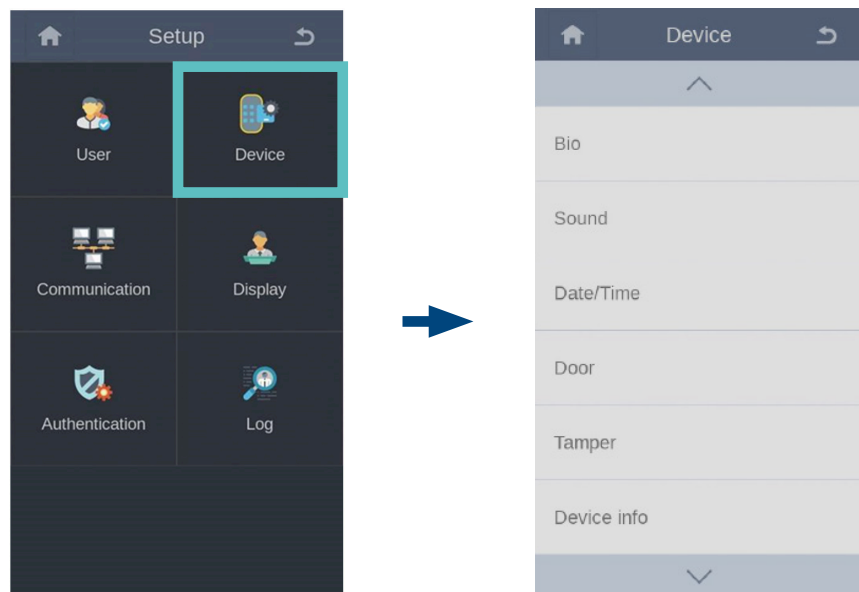 Setup
User
Device
Communication
Display
Authentication
Log
Device
Bio
Sound
Date/Time
Door
Tamper
Device info